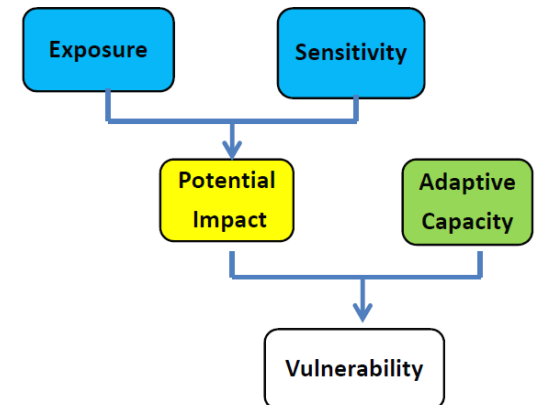 Exposure
Sensitivity
Potential
Impact
Adaptive
Capacity
Vulnerability